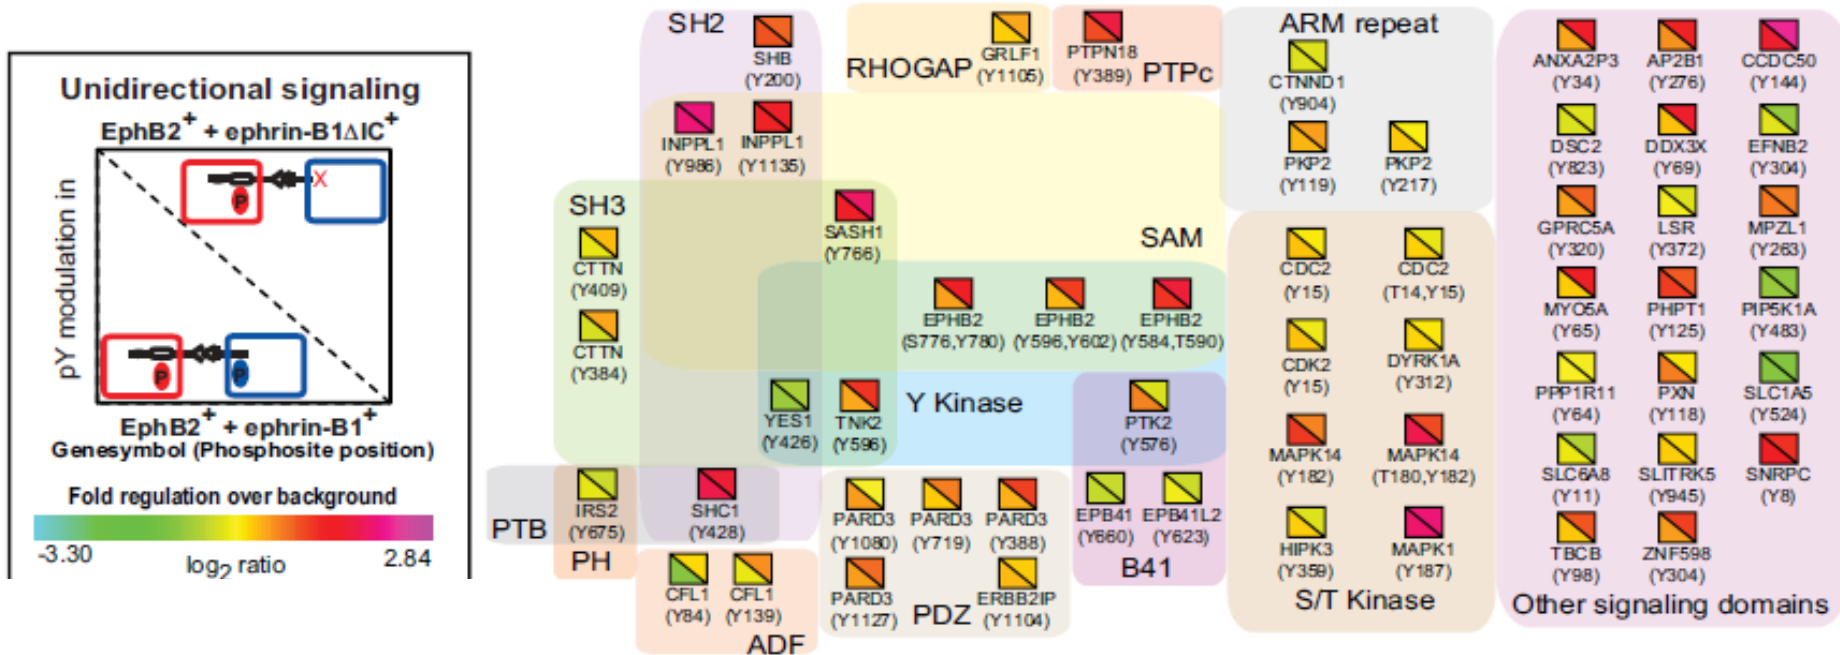 Unidirectional signaling
EphB2+ + ephrin-B1ΔIC+
pY modulation in
X
P
P
P
EphB2+ + ephrin-B1+
Genesymbol (Phosphosite position)
Fold regulation over background
-3.30
log2 ratio
2.84
SH2
SHB
(Y200)
INPPL1
(Y986)
INPPL1
(Y1135)
RHOGAP
GRLF1
(Y1105)
PTPN18
(Y389)
PTPc
SH3
CTTN
(Y409)
CTTN
(Y384)
SASH1
(Y766)
SAM
EPHB2
(S776,Y780)
EPHB2
(Y596,Y602)
EPHB2
(Y584,T590)
YES1
(Y426)
TNK2
(Y596)
Y Kinase
PTK2
(Y576)
PTB
IRS2
(Y675)
PH
SHC1
(Y428)
CFL1
(Y84)
CFL1
(Y139)
ADF
PARD3
(Y1080)
PARD3
(Y719)
PARD3
(Y388)
PARD3
(Y1127)
PDZ
ERBB2IP
(Y1104)
EPB41
(Y660)
EPB41L2
(Y623)
B41
ARM repeat
CTNND1
(Y904)
PKP2
(Y119)
PKP2
(Y217)
CDC2
(Y15)
CDC2
(T14,Y15)
CDK2
(Y15)
DYRK1A
(Y312)
MAPK14
(Y182)
MAPK14
(T180,Y182)
HIPK3
(Y359)
MAPK1
(Y187)
S/T Kinase
ANXA2P3
(Y34)
AP2B1
(Y276)
CCDC50
(Y144)
DSC2
(Y823)
DDX3X
(Y69)
EFNB2
(Y304)
GPRC5A
(Y320)
LSR
(Y372)
MPZL1
(Y263)
MYO5A
(Y65)
PHPT1
(Y125)
PIP5K1A
(Y483)
PPP1R11
(Y64)
PXN
(Y118)
SLC1A5
(Y524)
SLC6A8
(Y11)
SLITRK5
(Y945)
SNRPC
(Y8)
TBCB
(Y98)
ZNF598
(Y304)
Other signaling domains